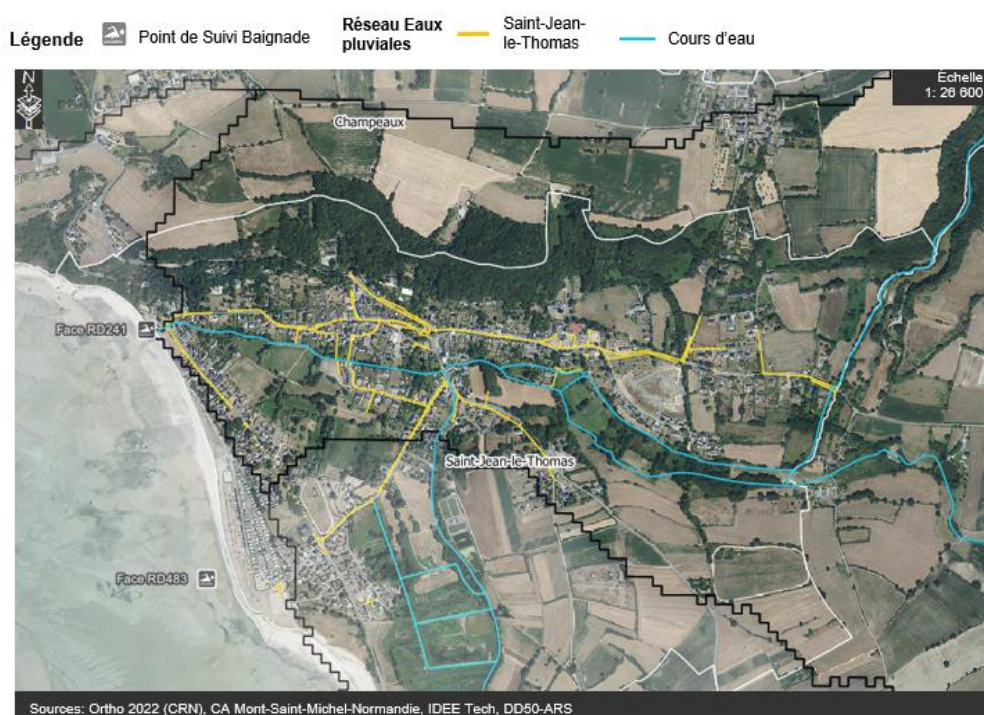 Légende
Point de Suivi Baignade
Réseau Eaux
pluviales
Saint-Jean-
le-Thomas
Cours d'eau
N
Échelle
1: 26 600
Champeaux
Face RD241
Saint-Jean-le-Thomas
Face RD483
Sources: Ortho 2022 (CRN), CA Mont-Saint-Michel-Normandie, IDEE Tech, DD50-ARS